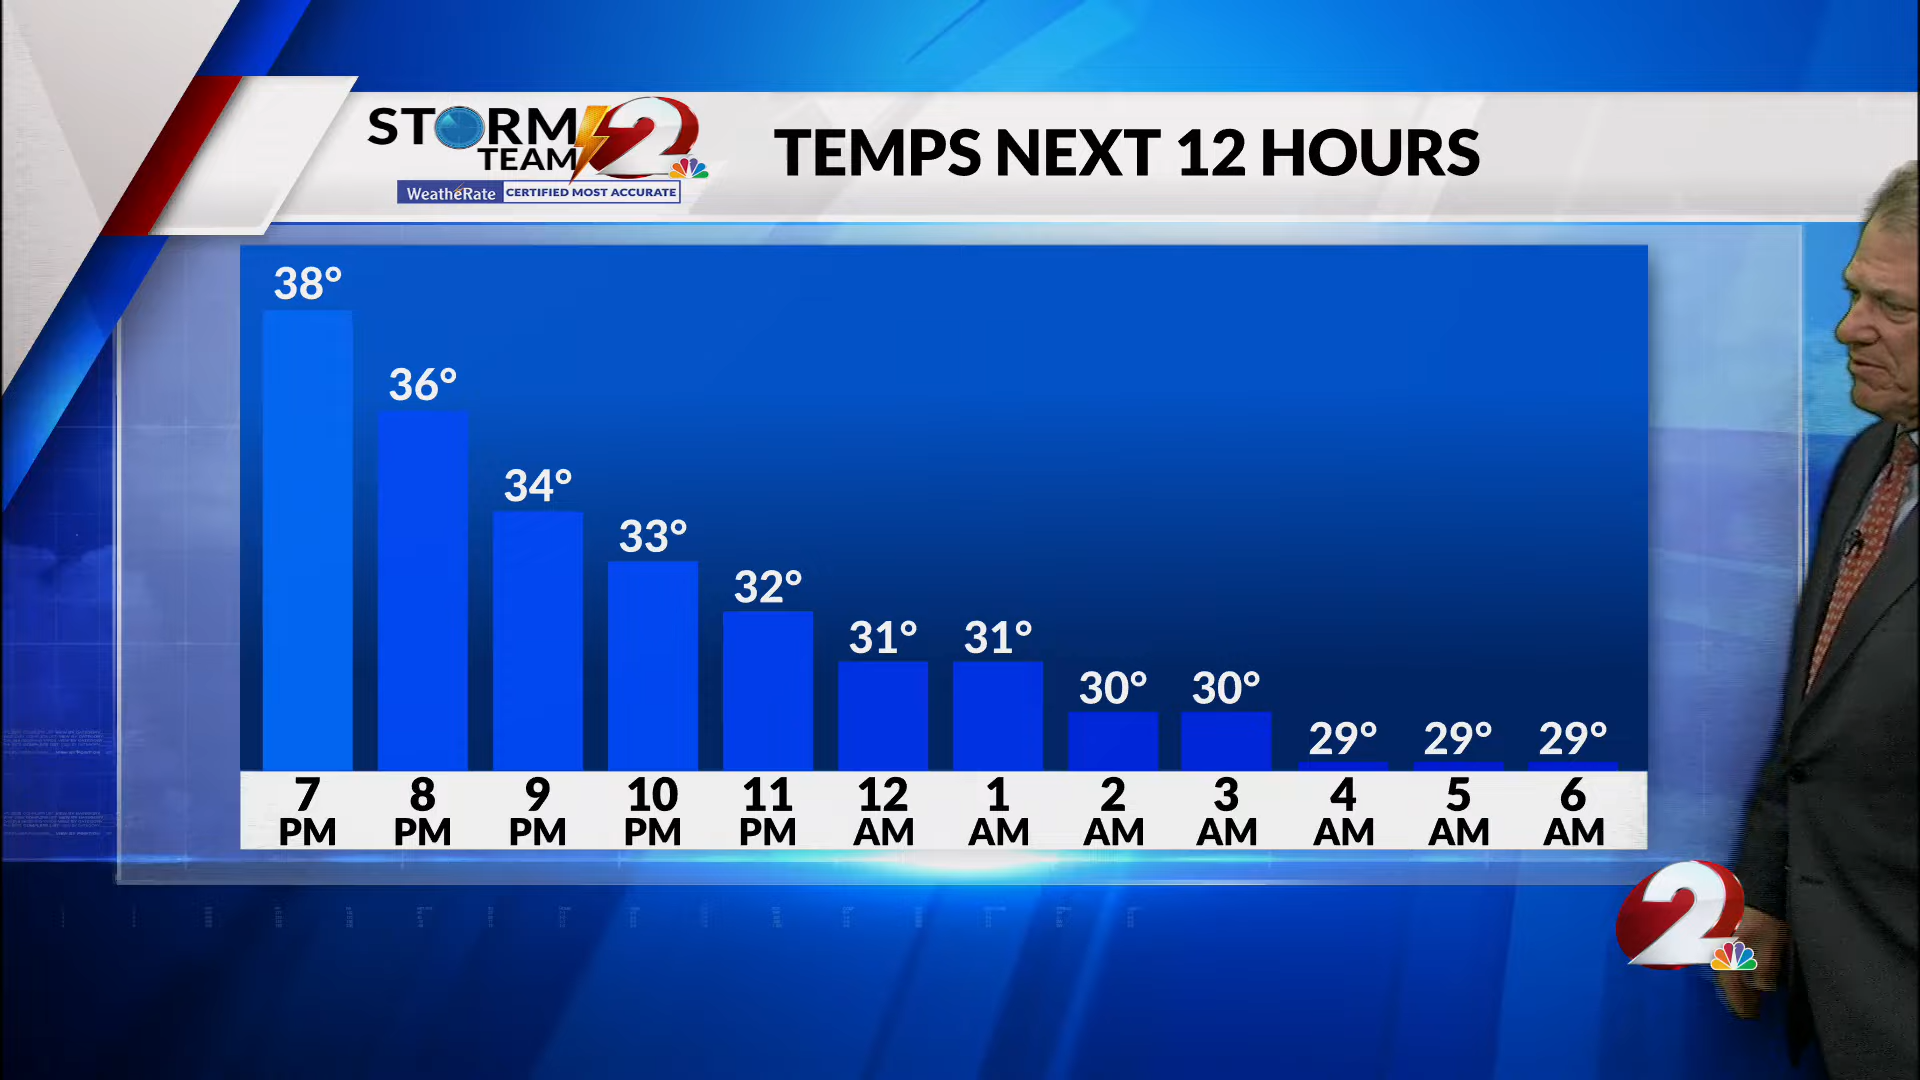 STORM
TEAM 2
WeatheRate CERTIFIED MOST ACCURATE
TEMPS NEXT 12 HOURS
38° 36° 34° 33° 32° 31° 31° 30° 30° 29° 29° 29°
7 8 9 10 11 12 1 2 3 4 5 6
PM PM PM PM PM AM AM AM AM AM AM AM
2